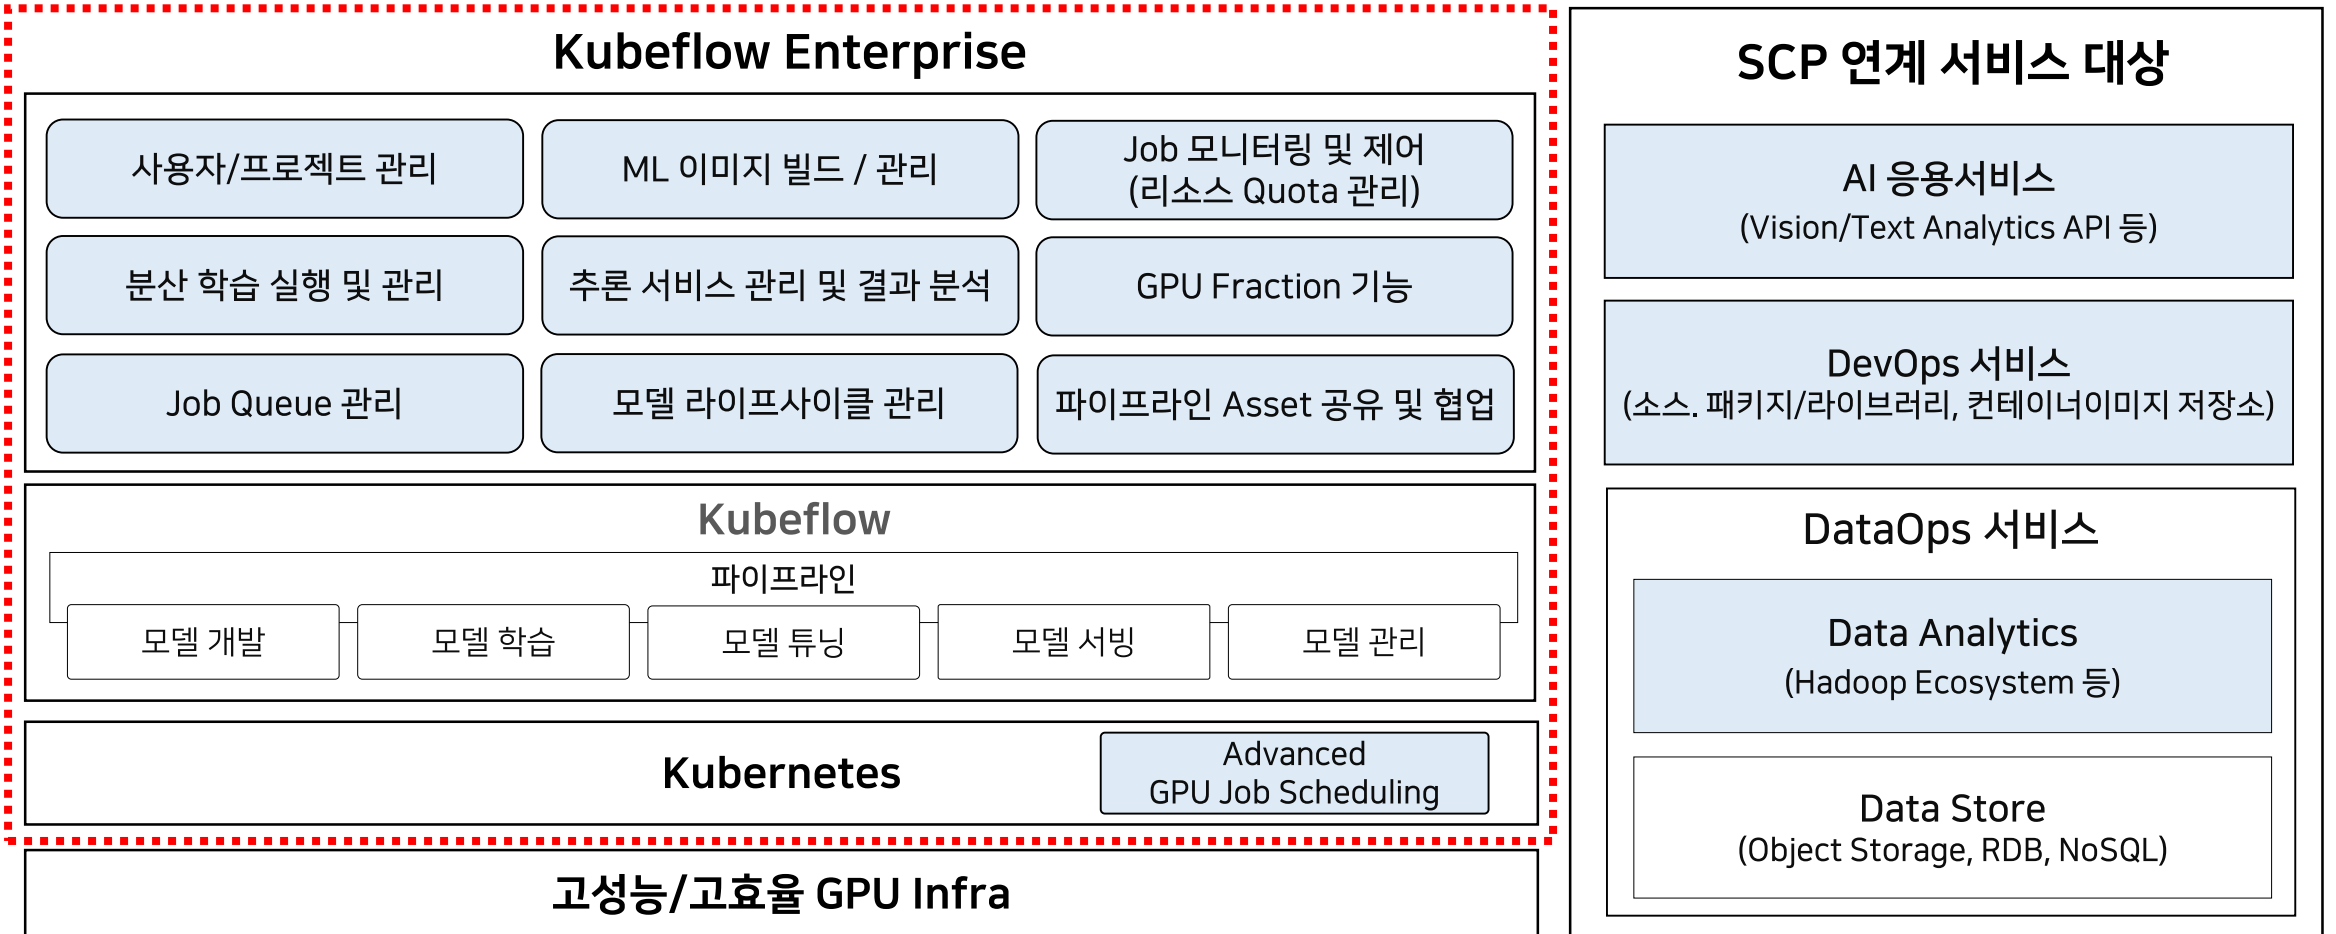 Kubeflow Enterprise
사용자/프로젝트 관리
ML 이미지 빌드 / 관리
Job 모니터링 및 제어
(리소스 Quota 관리)
분산 학습 실행 및 관리
추론 서비스 관리 및 결과 분석
GPU Fraction 기능
Job Queue 관리
모델 라이프사이클 관리
파이프라인 Asset 공유 및 협업
Kubeflow
파이프라인
모델 개발
모델 학습
모델 튜닝
모델 서빙
모델 관리
Kubernetes
Advanced
GPU Job Scheduling
고성능/고효율 GPU Infra
SCP 연계 서비스 대상
AI 응용서비스
(Vision/Text Analytics API 등)
DevOps 서비스
(소스. 패키지/라이브러리, 컨테이너이미지 저장소)
DataOps 서비스
Data Analytics
(Hadoop Ecosystem 등)
Data Store
(Object Storage, RDB, NoSQL)